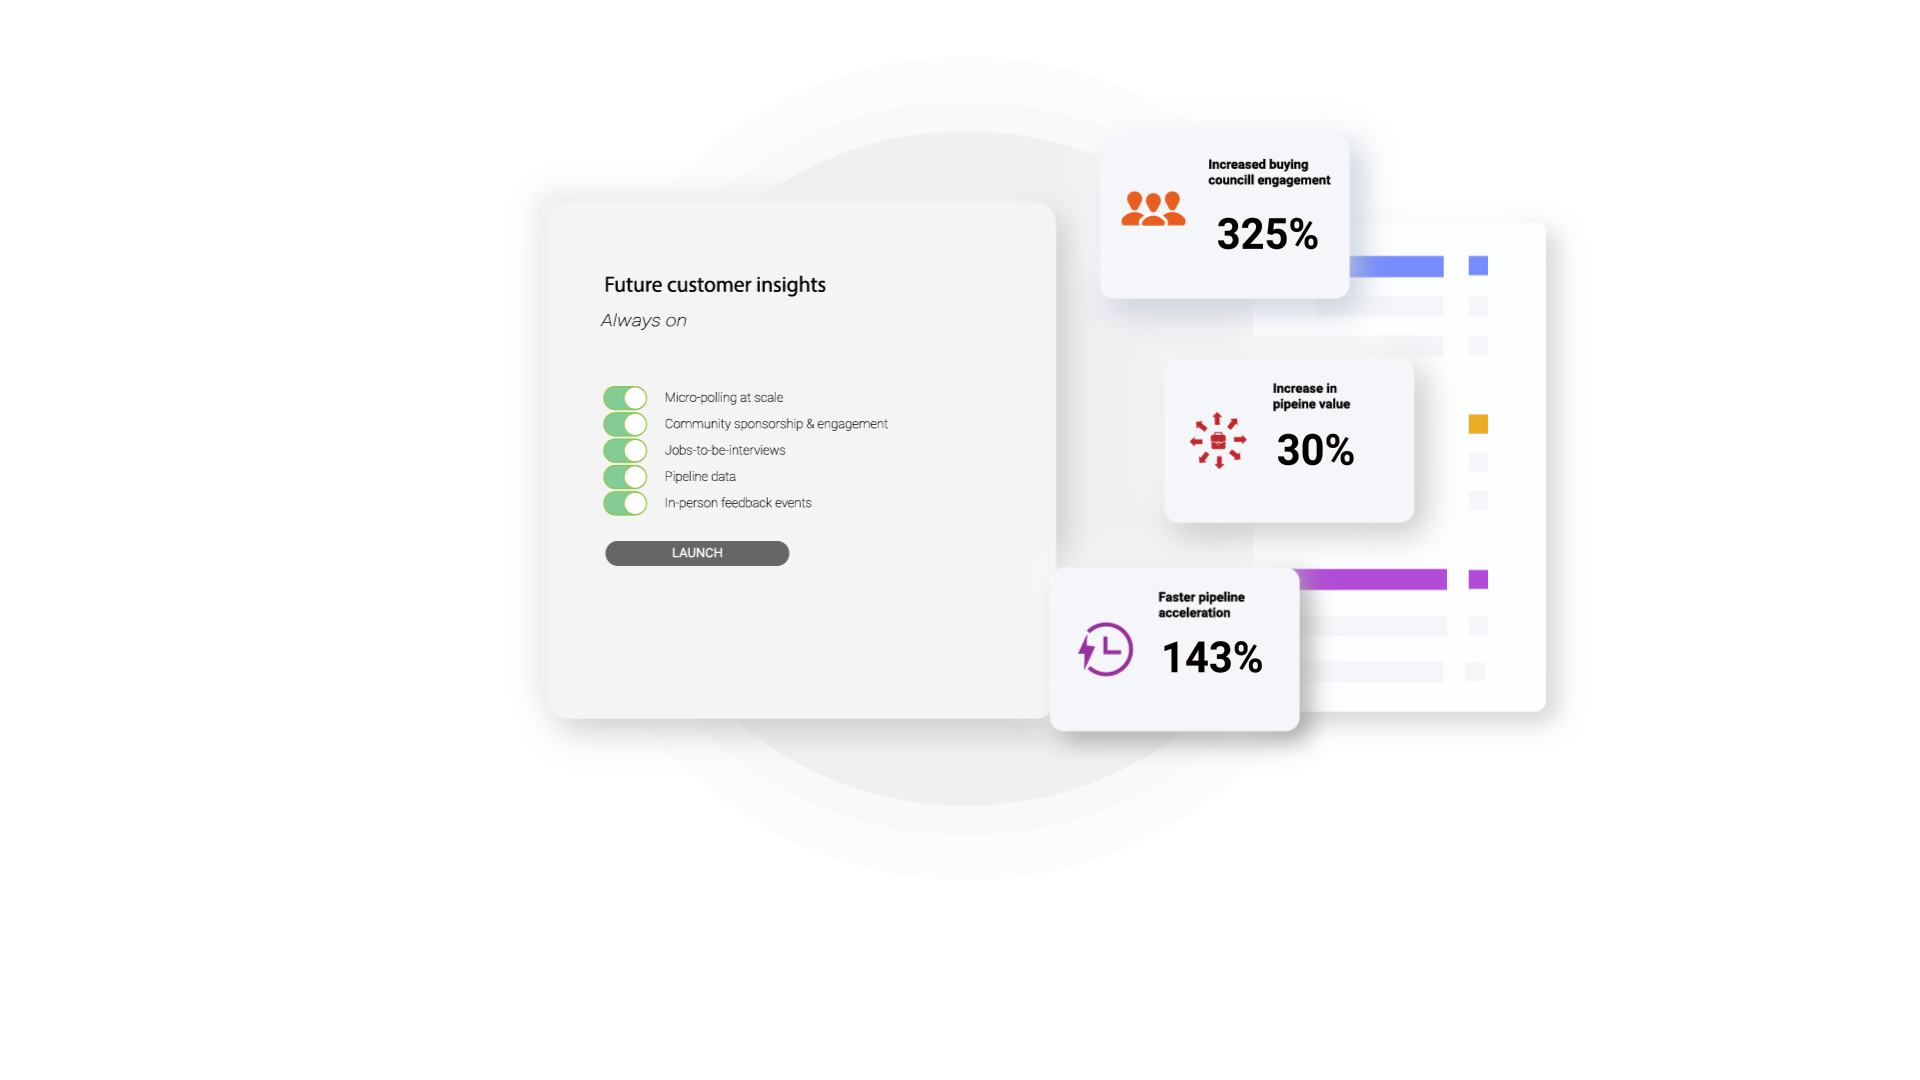 Future customer insights
Always on
Micro-polling at scale
Community sponsorship & engagement
Jobs-to-be-interviews
Pipeline data
In-person feedback events
LAUNCH
Increased buying
councill engagement
325%
Increase in
pipeine value
30%
Faster pipeline
acceleration
143%